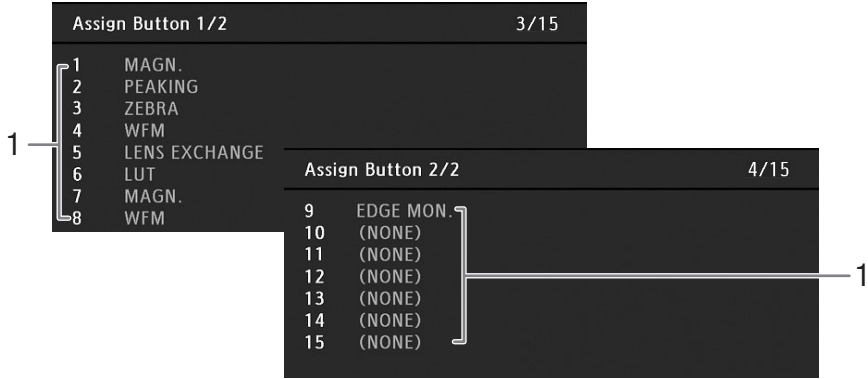 Assign Button 1/2 3/15
1 MAGN.
2 PEAKING
3 ZEBRA
4 WFM
5 LENS EXCHANGE
6 LUT
7 MAGN.
8 WFM
1
Assign Button 2/2 4/15
9 EDGE MON.
10 (NONE)
11 (NONE)
12 (NONE)
13 (NONE)
14 (NONE)
15 (NONE)
1